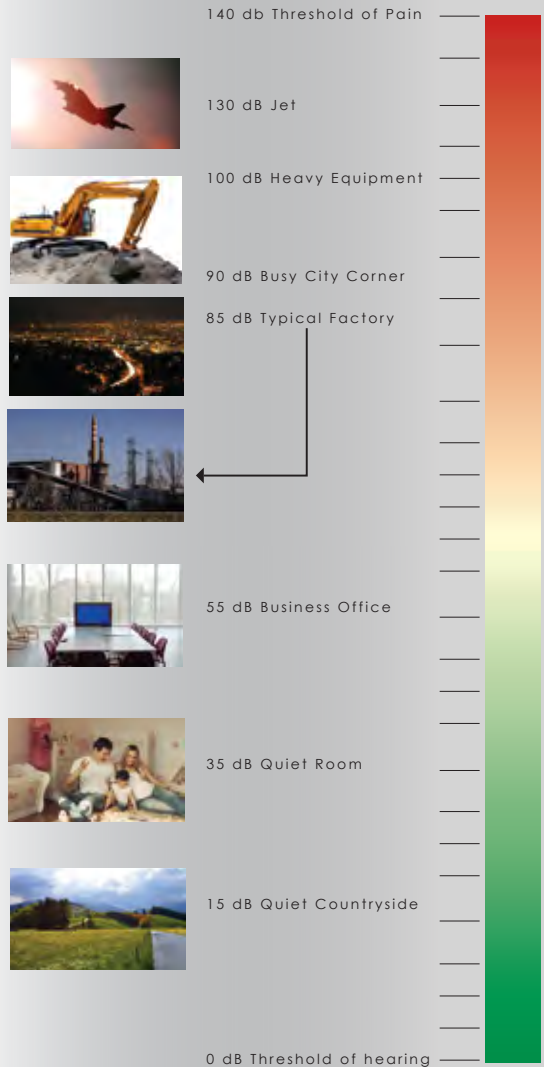 140 db Threshold of Pain
130 dB Jet
100 dB Heavy Equipment
90 dB Busy City Corner
85 dB Typical Factory
55 dB Business Office
35 dB Quiet Room
15 dB Quiet Countryside
0 dB Threshold of hearing